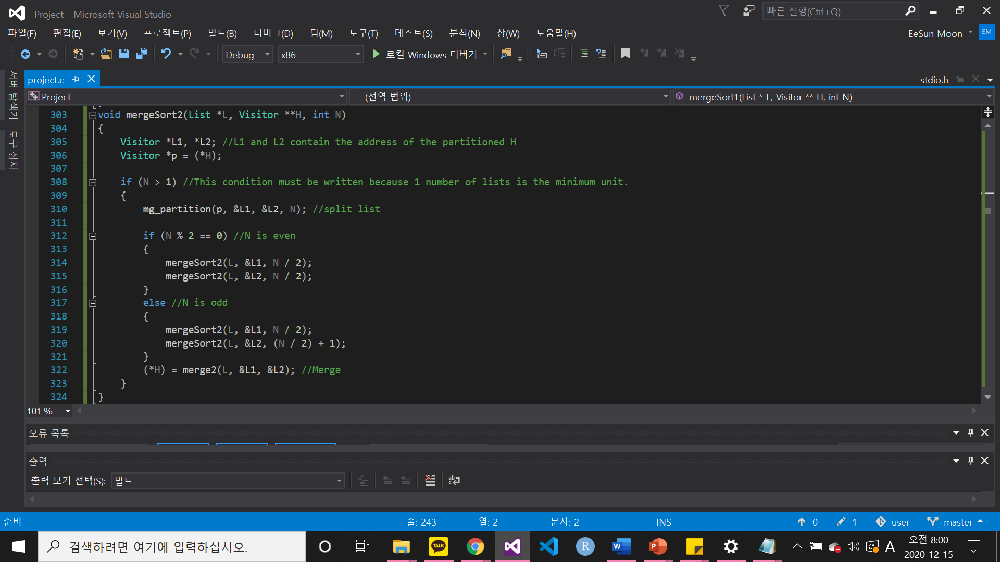 Project - Microsoft Visual Studio
빠른 실행(Ctrl+Q)
파일(F) 편집(E) 보기(V) 프로젝트(P) 빌드(B) 디버그(D) 팀(M) 도구(T) 테스트(S) 분석(N) 창(W) 도움말(H)
EeSun Moon EM
Debug x86 로컬 Windows 디버거
서버 탐색기
도구 상자
project.c
stdio.h
Project (전역 범위) mergeSort1(List * L, Visitor ** H, int N)
303 void mergeSort2(List *L, Visitor **H, int N)
304 {
305 Visitor *L1, *L2; //L1 and L2 contain the address of the partitioned H
306 Visitor *p = (*H);
307
308 if (N > 1) //This condition must be written because 1 number of lists is the minimum unit.
309 {
310 mg_partition(p, &L1, &L2, N); //split list
311
312 if (N % 2 == 0) //N is even
313 {
314 mergeSort2(L, &L1, N / 2);
315 mergeSort2(L, &L2, N / 2);
316 }
317 else //N is odd
318 {
319 mergeSort2(L, &L1, N / 2);
320 mergeSort2(L, &L2, (N / 2) + 1);
321 }
322 (*H) = merge2(L, &L1, &L2); //Merge
323 }
324 }
101 %
오류 목록
출력
출력 보기 선택(S): 빌드
준비 줄: 243 열: 2 문자: 2 INS 0 1 user master
검색하려면 여기에 입력하십시오.
TALK
R
W
P
A
오전 8:00
2020-12-15